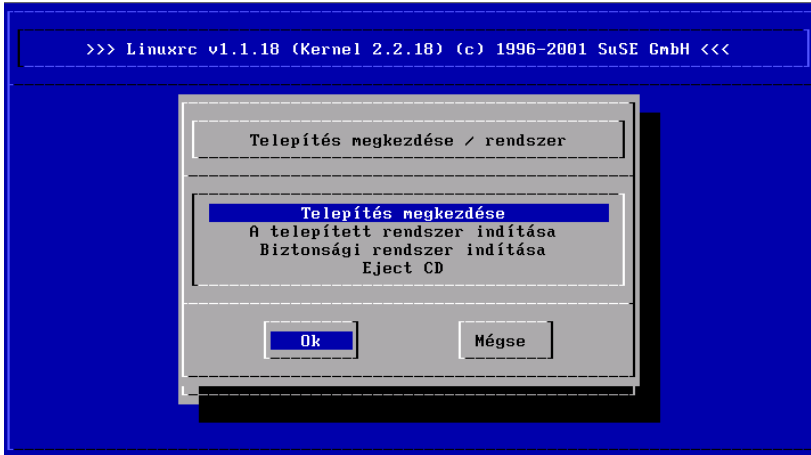 >>> Linuxrc v1.1.18 (Kernel 2.2.18) (c) 1996-2001 SuSE GmbH <<<
Telepítés megkezdése / rendszer
Telepítés megkezdése
A telepített rendszer indítása
Biztonsági rendszer indítása
Eject CD
Ok Mégse